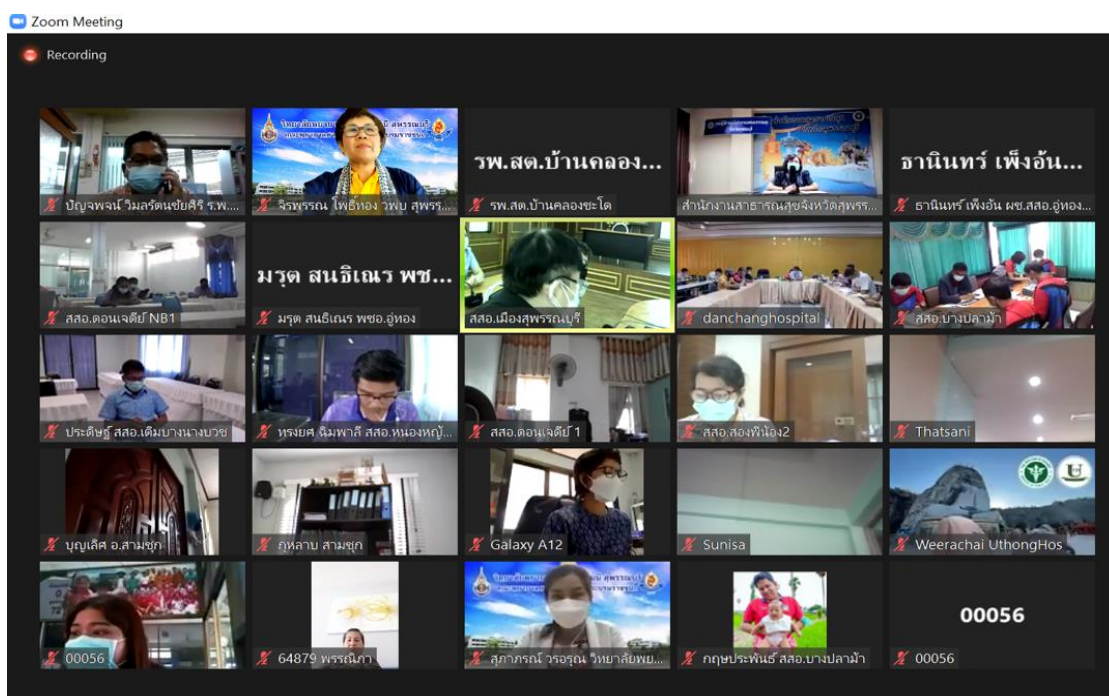 Zoom Meeting
Recording
ปัญจพจน์ วิมลรัตนชัยศิริ ร.พ....
จิรพรรณ โพธิ์ทอง วพบ สุพรร...
รพ.สต.บ้านคลอง...
รพ.สต.บ้านคลองชะโด
สำนักงานสาธารณสุขจังหวัดสุพรร...
ธานินทร์ เพ็งอ้น...
ธานินทร์ เพ็งอ้น ผช.สสอ.อู่ทอง...
สสอ.ดอนเจดีย์ NB1
มรุต สนธิเณร พช...
มรุต สนธิเณร พชอ.อู่ทอง
สสอ.เมืองสุพรรณบุรี
danchanghospital
สสอ.บางปลาม้า
ประดิษฐ์ สสอ.เดิมบางนางบวช
ทรงยศ ฉิมพาลี สสอ.หนองหญ้...
สสอ.ดอนเจดีย์ 1
สสอ.สองพี่น้อง2
Thatsani
บุญเลิศ อ.สามชุก
กุหลาบ สามชุก
Galaxy A12
Sunisa
Weerachai UthongHos
00056
64879 พรรณิภา
สุภาภรณ์ วรอรุณ วิทยาลัยพย...
กฤษประพันธ์ สสอ.บางปลาม้า
00056
00056